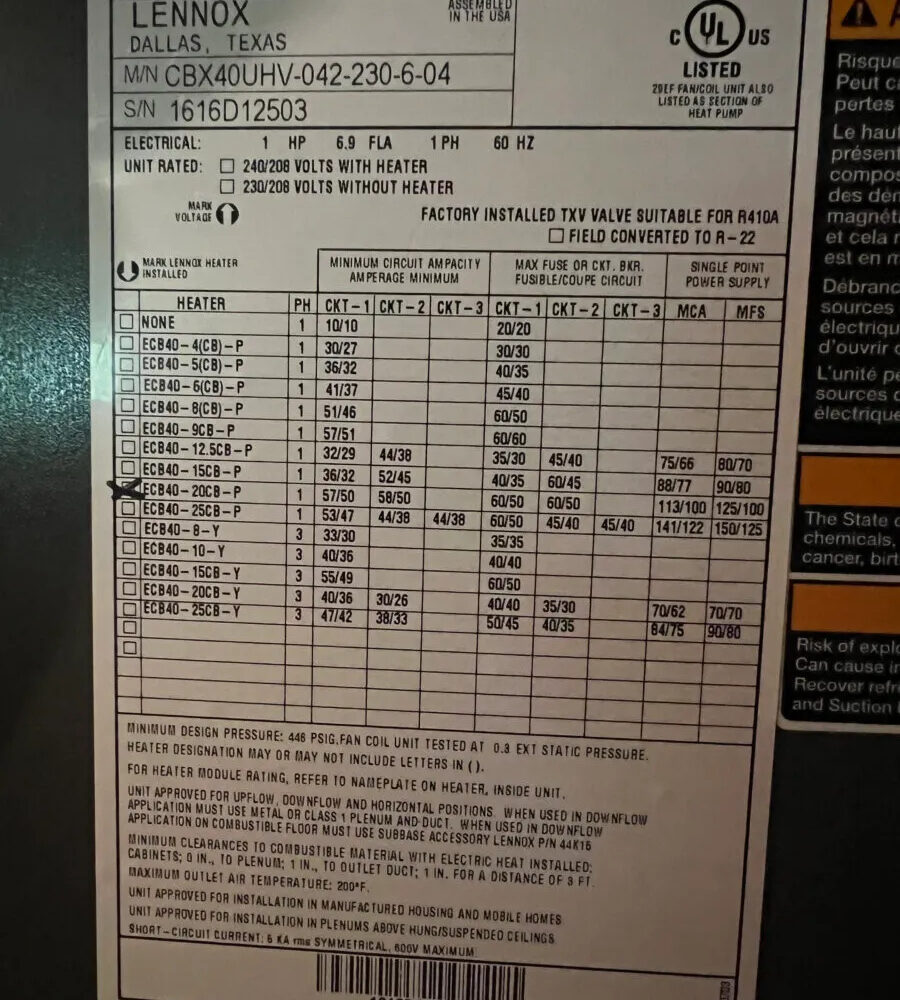 LENNOX
DALLAS, TEXAS
ASSEMBLED
IN THE USA
M/N CBX40UHV-042-230-6-04
S/N 1616D12503
C UL US
LISTED
29EF FAN/COIL UNIT ALSO
LISTED AS SECTION OF
HEAT PUMP
ELECTRICAL: 1 HP 6.9 FLA 1 PH 60 HZ
UNIT RATED: ☐ 240/208 VOLTS WITH HEATER
☐ 230/208 VOLTS WITHOUT HEATER
MARK
VOLTAGE
FACTORY INSTALLED TXV VALVE SUITABLE FOR R410A
☐ FIELD CONVERTED TO R-22
MARK LENNOX HEATER
INSTALLED
MINIMUM CIRCUIT AMPACITY
AMPERAGE MINIMUM
MAX FUSE OR CKT. BKR.
FUSIBLE/COUPE CIRCUIT
SINGLE POINT
POWER SUPPLY
HEATER PH CKT-1 CKT-2 CKT-3 CKT-1 CKT-2 CKT-3 MCA MFS
NONE 1 10/10 20/20
ECB40-4(CB)-P 1 30/27 30/30
ECB40-5(CB)-P 1 36/32 40/35
ECB40-6(CB)-P 1 41/37 45/40
ECB40-8(CB)-P 1 51/46 60/50
ECB40-9CB-P 1 57/51 60/60
ECB40-12.5CB-P 1 32/29 44/38 35/30 45/40 75/66 80/70
ECB40-15CB-P 1 36/32 52/45 40/35 60/45 88/77 90/80
ECB40-20CB-P 1 57/50 58/50 60/50 60/50 113/100 125/100
ECB40-25CB-P 1 53/47 44/38 44/38 60/50 45/40 45/40 141/122 150/125
ECB40-8-Y 3 33/30 35/35
ECB40-10-Y 3 40/36 40/40
ECB40-15CB-Y 3 55/49 60/50
ECB40-20CB-Y 3 40/36 30/26 40/40 35/30 70/62 70/70
ECB40-25CB-Y 3 47/42 38/33 50/45 40/35 84/75 90/80
MINIMUM DESIGN PRESSURE: 446 PSIG, FAN COIL UNIT TESTED AT 0.3 EXT STATIC PRESSURE.
HEATER DESIGNATION MAY OR MAY NOT INCLUDE LETTERS IN ( ).
FOR HEATER MODULE RATING, REFER TO NAMEPLATE ON HEATER, INSIDE UNIT.
UNIT APPROVED FOR UPFLOW, DOWNFLOW AND HORIZONTAL POSITIONS. WHEN USED IN DOWNFLOW
APPLICATION MUST USE METAL OR CLASS 1 PLENUM AND DUCT. WHEN USED IN DOWNFLOW
APPLICATION ON COMBUSTIBLE FLOOR MUST USE SUBBASE ACCESSORY LENNOX P/N 44K15
MINIMUM CLEARANCES TO COMBUSTIBLE MATERIAL WITH ELECTRIC HEAT INSTALLED:
CABINETS; 0 IN., TO PLENUM; 1 IN., TO OUTLET DUCT; 1 IN. FOR A DISTANCE OF 3 FT.
MAXIMUM OUTLET AIR TEMPERATURE: 200°F.
UNIT APPROVED FOR INSTALLATION IN MANUFACTURED HOUSING AND MOBILE HOMES
UNIT APPROVED FOR INSTALLATION IN PLENUMS ABOVE HUNG/SUSPENDED CEILINGS
SHORT-CIRCUIT CURRENT: 5 KA rms SYMMETRICAL, 600V MAXIMUM
Risque
Peut
pertes
Le
présent
des
et cela
est en
Débranc
sources
électriqu
d'ouvrir
L'unité
sources
électrique
The State
chemicals,
cancer,
Risk of
Can cause
Recover
and Suction